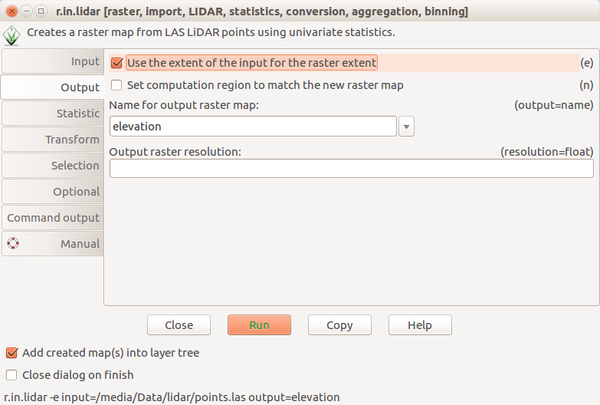 r.in.lidar [raster, import, LIDAR, statistics, conversion, aggregation, binning]
Creates a raster map from LAS LiDAR points using univariate statistics.
Input
Output
Statistic
Transform
Selection
Optional
Command output
Manual
Use the extent of the input for the raster extent (e)
Set computation region to match the new raster map (n)
Name for output raster map: (output=name)
elevation
Output raster resolution: (resolution=float)
Close Run Copy Help
Add created map(s) into layer tree
Close dialog on finish
r.in.lidar -e input=/media/Data/lidar/points.las output=elevation